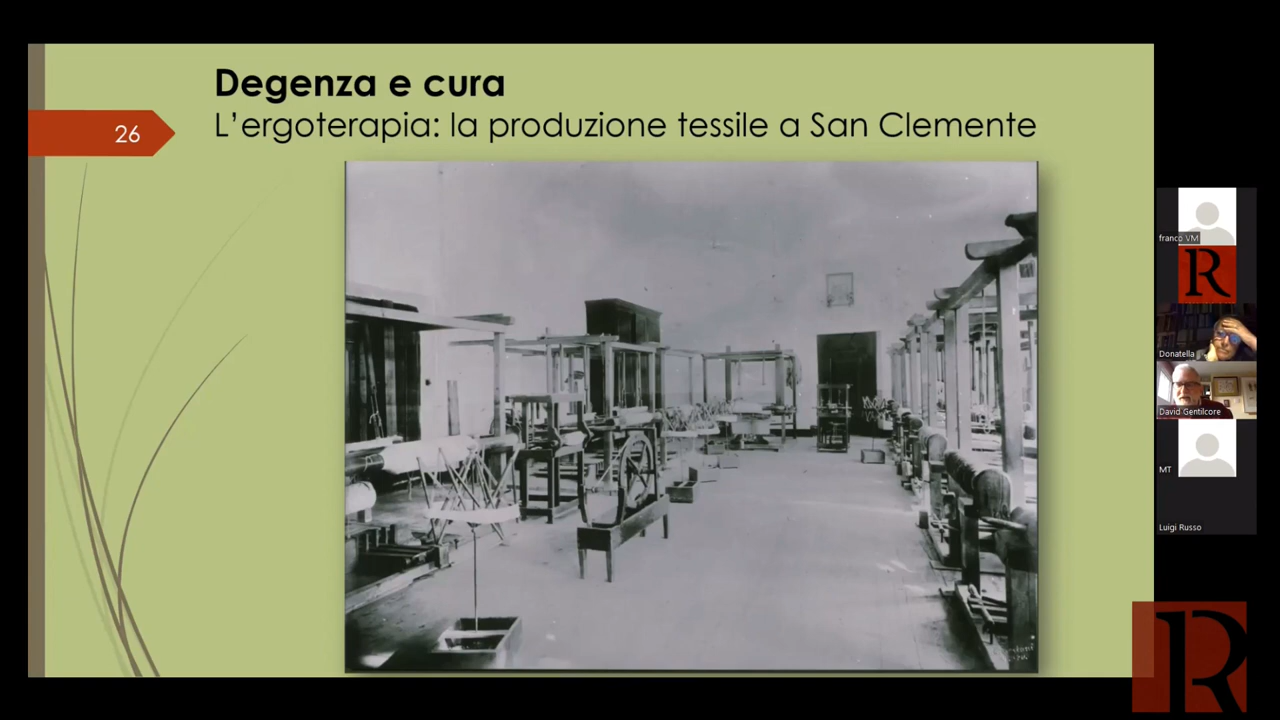 Degenza e cura
26
L'ergoterapia: la produzione tessile a San Clemente
franco VM
R
Donatella
David Gentilcore
MT
Luigi Russo
R